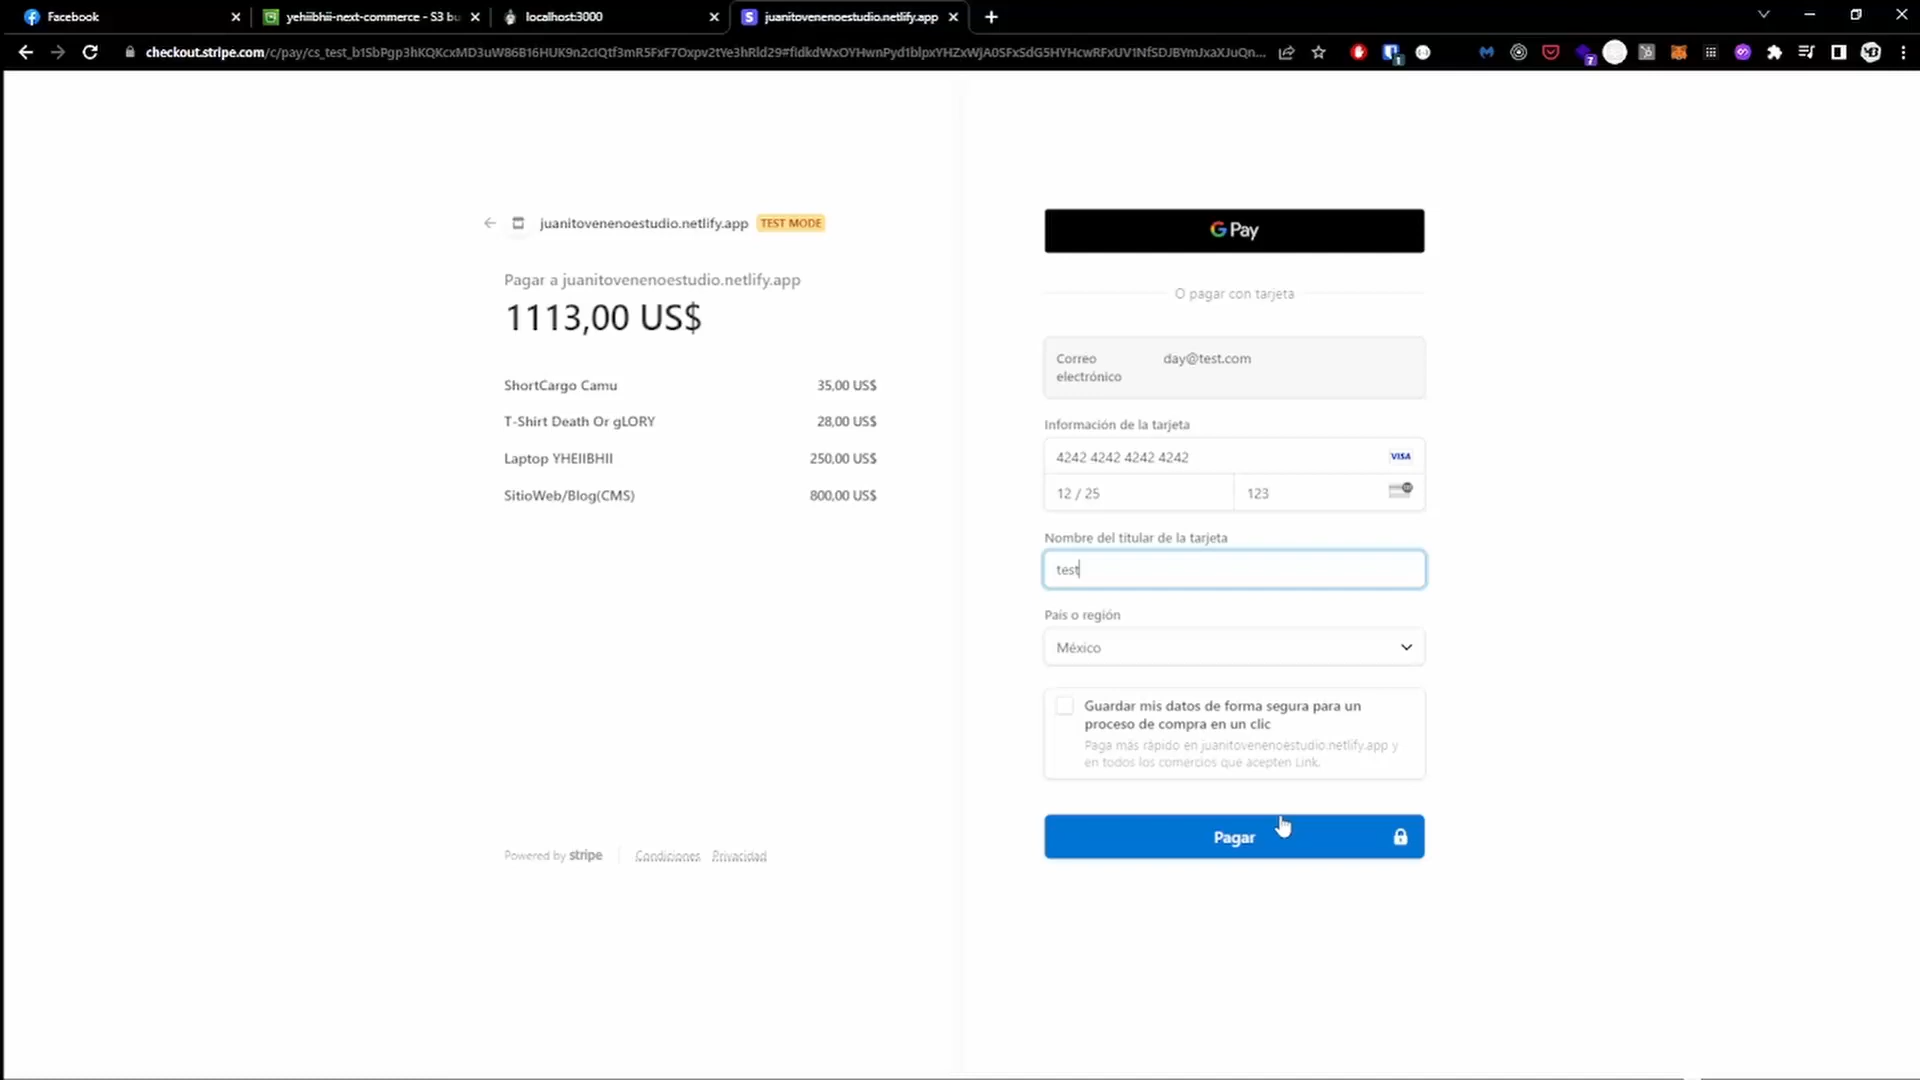 Facebook
yehiibhii-next-commerce - S3 bu
localhost:3000
juanitovenenoestudio.netlify.app
7
1
juanitovenenoestudio.netlify.app TEST MODE
Pagar a juanitovenenoestudio.netlify.app
1113,00 US$
ShortCargo Camu 35,00 US$
T-Shirt Death Or gLORY 28,00 US$
Laptop YHEIIBHII 250,00 US$
SitioWeb/Blog(CMS) 800,00 US$
Powered by stripe
Condiciones Privacidad
G Pay
O pagar con tarjeta
Correo electrónico day@test.com
Información de la tarjeta
4242 4242 4242 4242 VISA
12 / 25 123
Nombre del titular de la tarjeta
test
País o región
México
Guardar mis datos de forma segura para un
proceso de compra en un clic
Paga más rápido en juanitovenenoestudio.netlify.app y
en todos los comercios que acepten Link.
Pagar